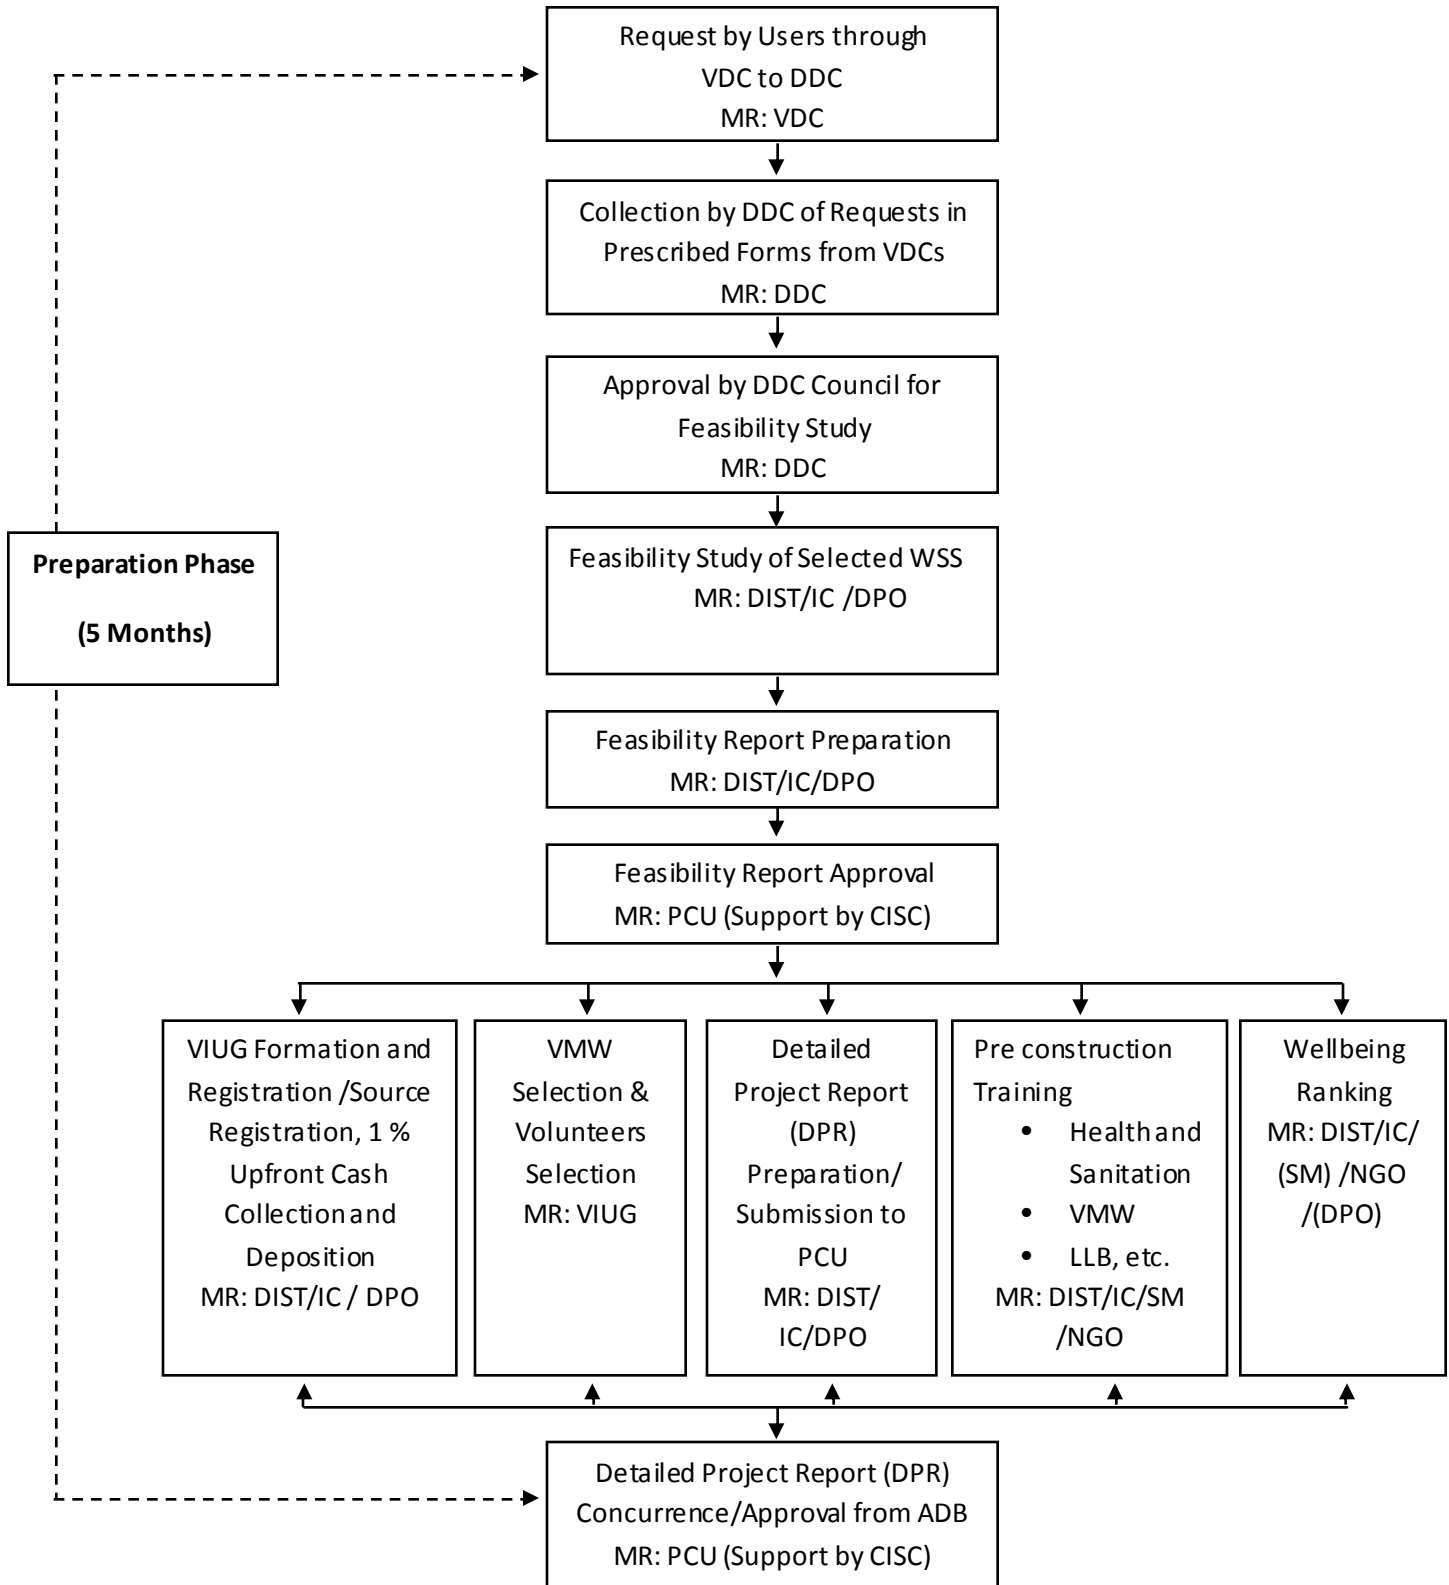 Request by Users through
VDC to DDC
MR: VDC
Collection by DDC of Requests in
Prescribed Forms from VDCs
MR: DDC
Approval by DDC Council for
Feasibility Study
MR: DDC
Preparation Phase
(5 Months)
Feasibility Study of Selected WSS
MR: DIST/IC /DPO
Feasibility Report Preparation
MR: DIST/IC/DPO
Feasibility Report Approval
MR: PCU (Support by CISC)
VIUG Formation and
Registration /Source
Registration, 1 %
Upfront Cash
Collection and
Deposition
MR: DIST/IC / DPO
VMW
Selection &
Volunteers
Selection
MR: VIUG
Detailed
Project Report
(DPR)
Preparation/
Submission to
PCU
MR: DIST/
IC/DPO
Pre construction
Training
• Health and
Sanitation
• VMW
• LLB, etc.
MR: DIST/IC/SM
/NGO
Wellbeing
Ranking
MR: DIST/IC/
(SM) /NGO
/(DPO)
Detailed Project Report (DPR)
Concurrence/Approval from ADB
MR: PCU (Support by CISC)